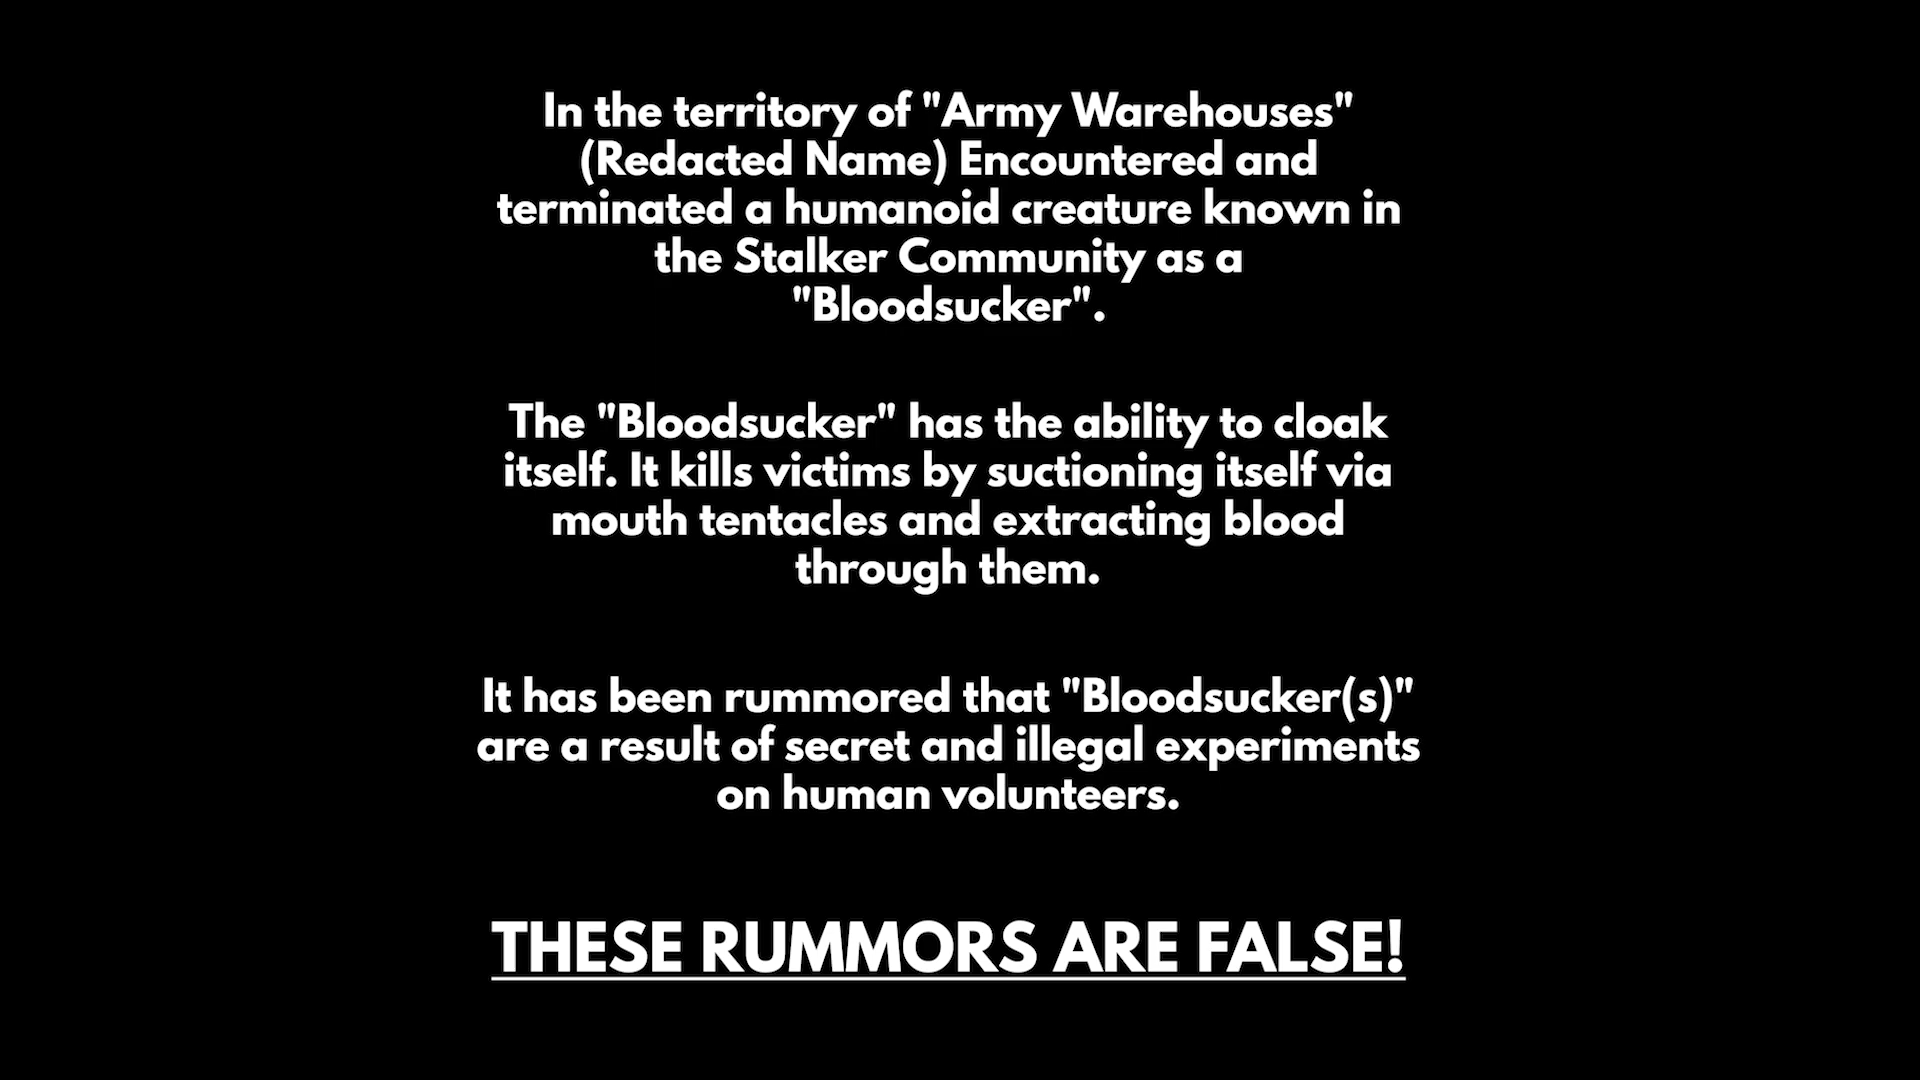 In the territory of "Army Warehouses"
(Redacted Name) Encountered and
terminated a humanoid creature known in
the Stalker Community as a
"Bloodsucker".
The "Bloodsucker" has the ability to cloak
itself. It kills victims by suctioning itself via
mouth tentacles and extracting blood
through them.
It has been rummored that "Bloodsucker(s)"
are a result of secret and illegal experiments
on human volunteers.
THESE RUMMORS ARE FALSE!